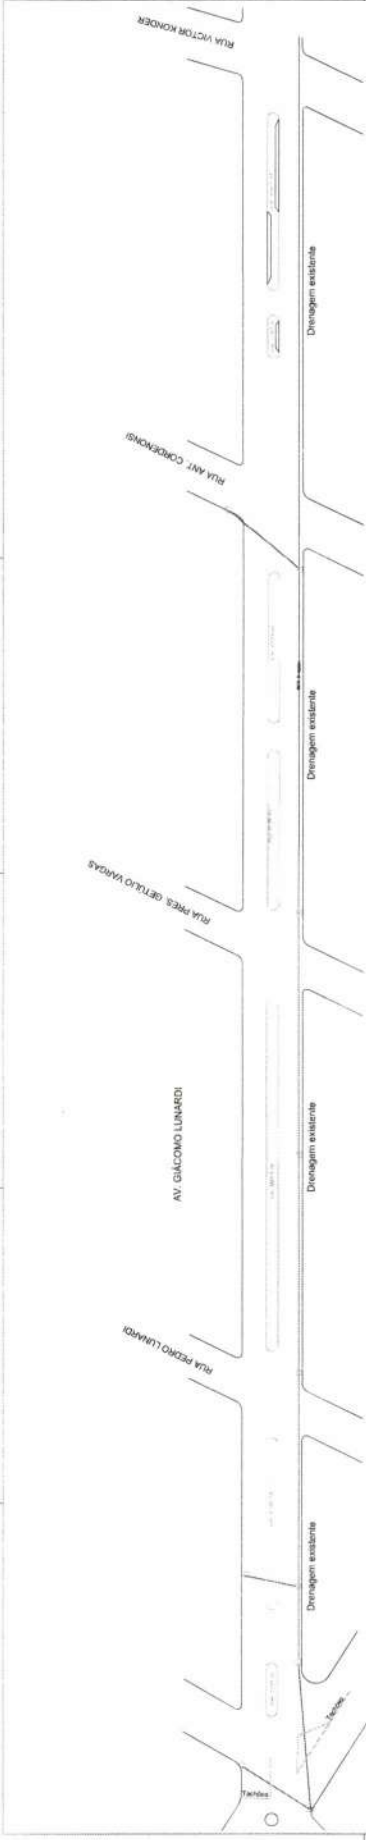 RUA VICTOR KONDER
Drenagem existente
RUA ANT. CORDENONSI
Drenagem existente
RUA PRES. GETÚLIO VARGAS
AV. GIÁCOMO LUNARDI
Drenagem existente
RUA PEDRO LUNARDI
Drenagem existente
Tachões
Tachões